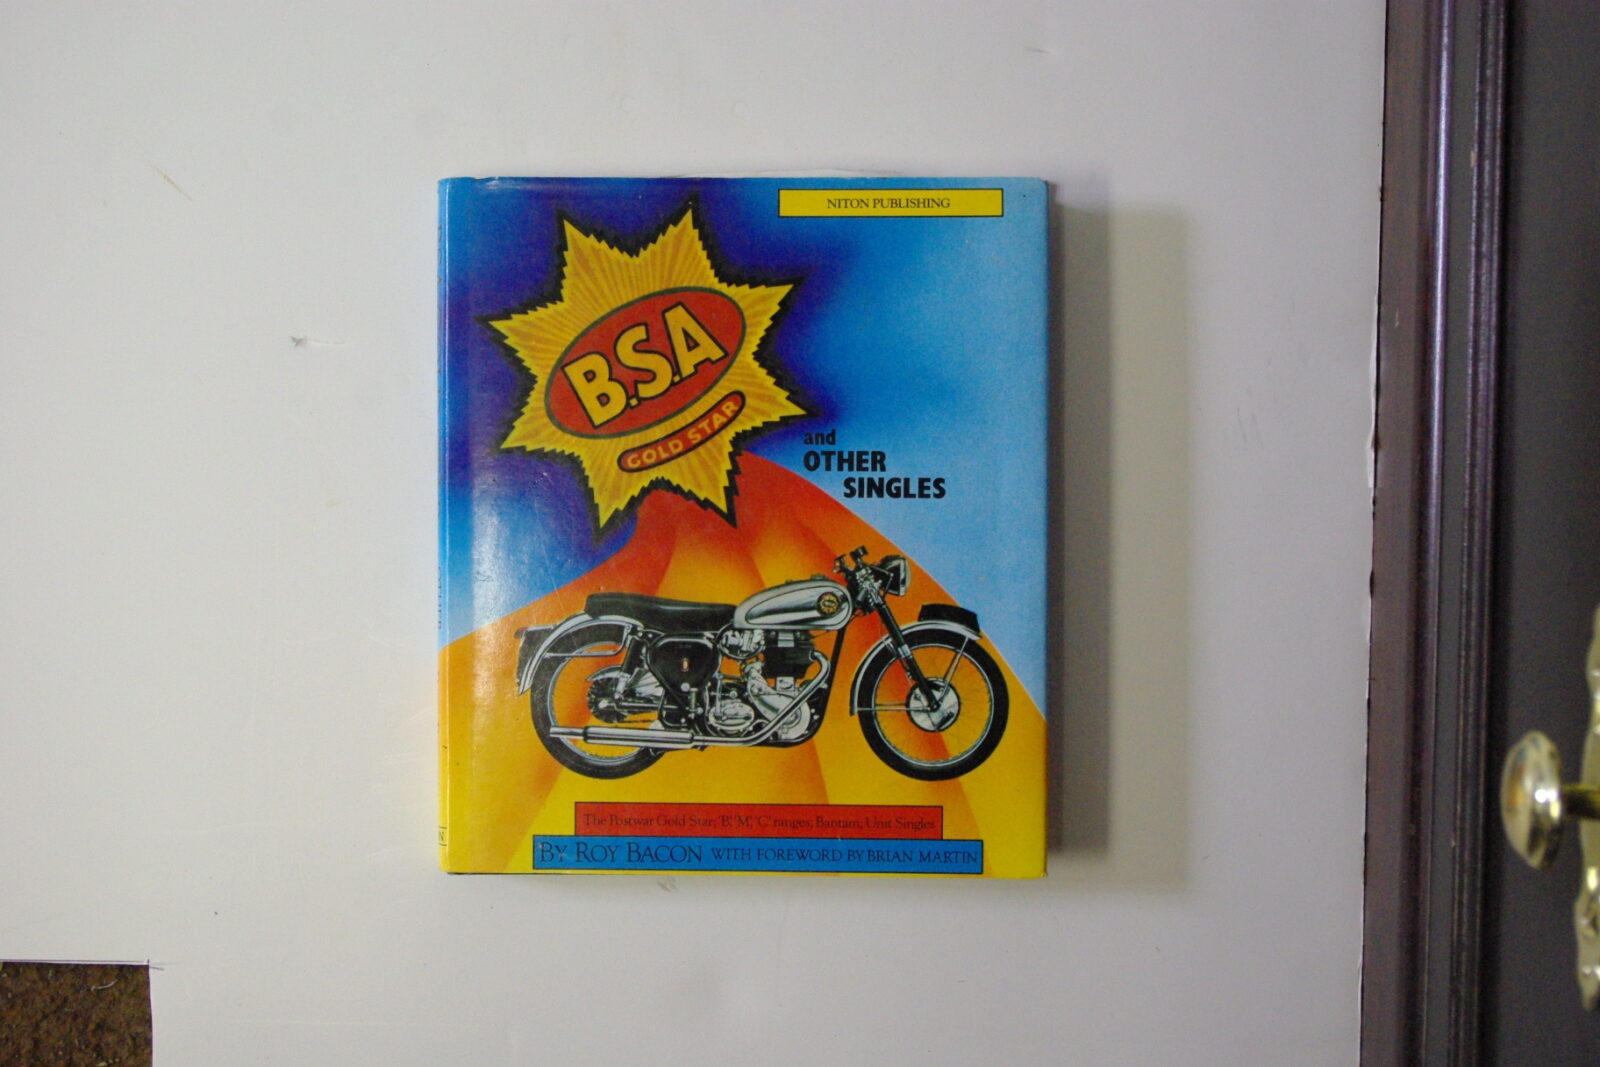 NITON PUBLISHING
B.S.A
GOLD STAR
and
OTHER
SINGLES
The Postwar Gold Star; 'B', 'M', 'C' ranges; Bantam; Unit Singles
BY ROY BACON WITH FOREWORD BY BRIAN MARTIN